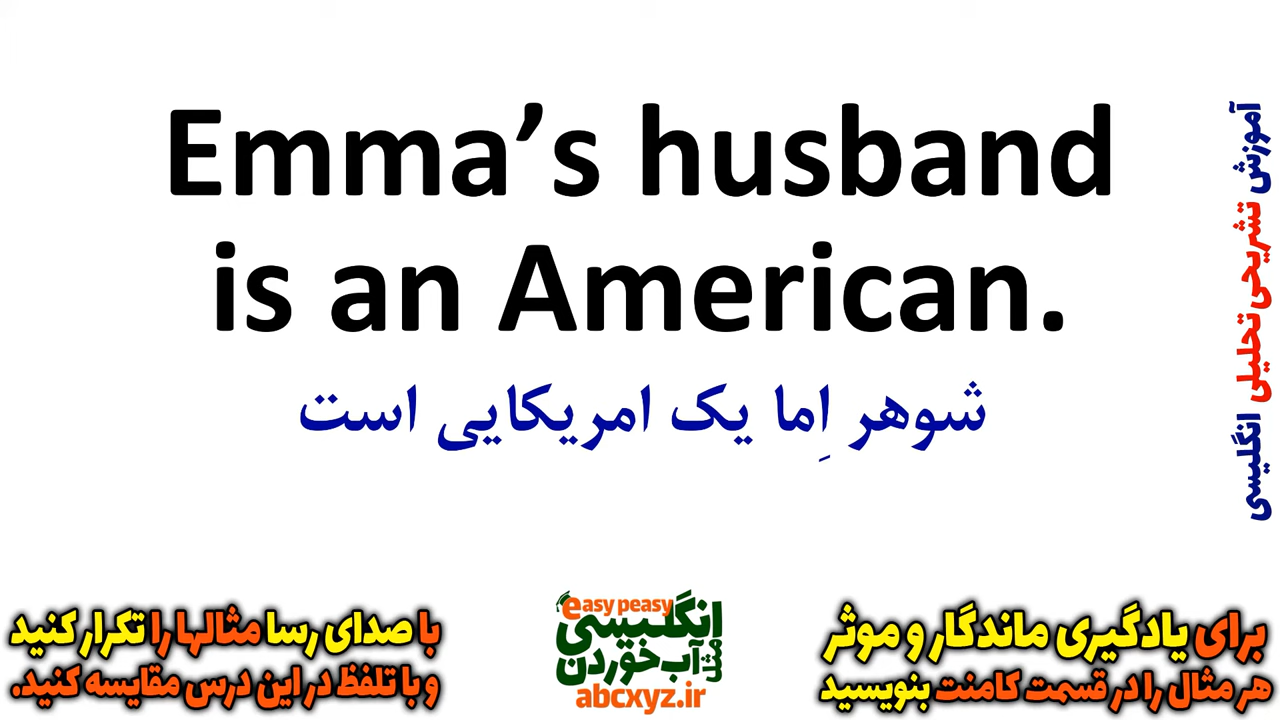 Emma’s husband
is an American.
شوهر اِما یک امریکایی است
آموزش تشریحی تحلیلی انگلیسی
برای یادگیری ماندگار و موثر
هر مثال را در قسمت کامنت بنویسید
easy peasy
انگلیسی
مثل آب خوردن
abcxyz.ir
با صدای رسا مثالها را تکرار کنید
و با تلفظ در این درس مقایسه کنید.